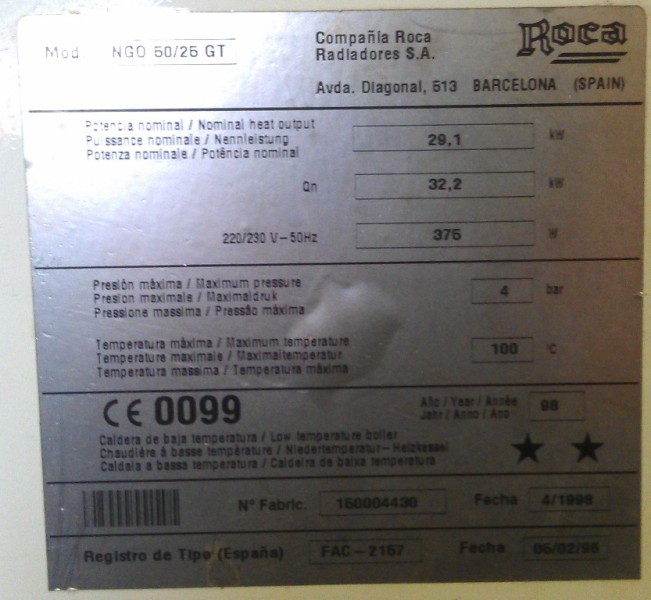 Mod NGO 50/25 GT
Compañía Roca
Radiadores S.A.
Roca
Avda. Diagonal, 513 BARCELONA (SPAIN)
Potencia nominal / Nominal heat output
Puissance nominale / Nennleistung
Potenza nominale / Potência nominal
29,1 kW
Qn 32,2 kW
220/230 V-50Hz 375 W
Presión máxima / Maximum pressure
Presion maximale / Maximaldruk
Pressione massima / Pressão máxima
4 bar
Temperatura máxima / Maximum temperature
Temperature maximale / Maximaltemperatur
Temperatura massima / Temperatura máxima
100 °C
CE 0099
Año / Year / Année
Jahr / Anno / Ano
98
Caldera de baja temperatura / Low temperature boiler
Chaudière à basse température / Niedertemperatur-Heizkessel
Caldaia a bassa temperatura / Caldeira de baixa temperatura
Nº Fabric. 150004430 Fecha 4/1998
Registro de Tipo (España) FAC-2157 Fecha